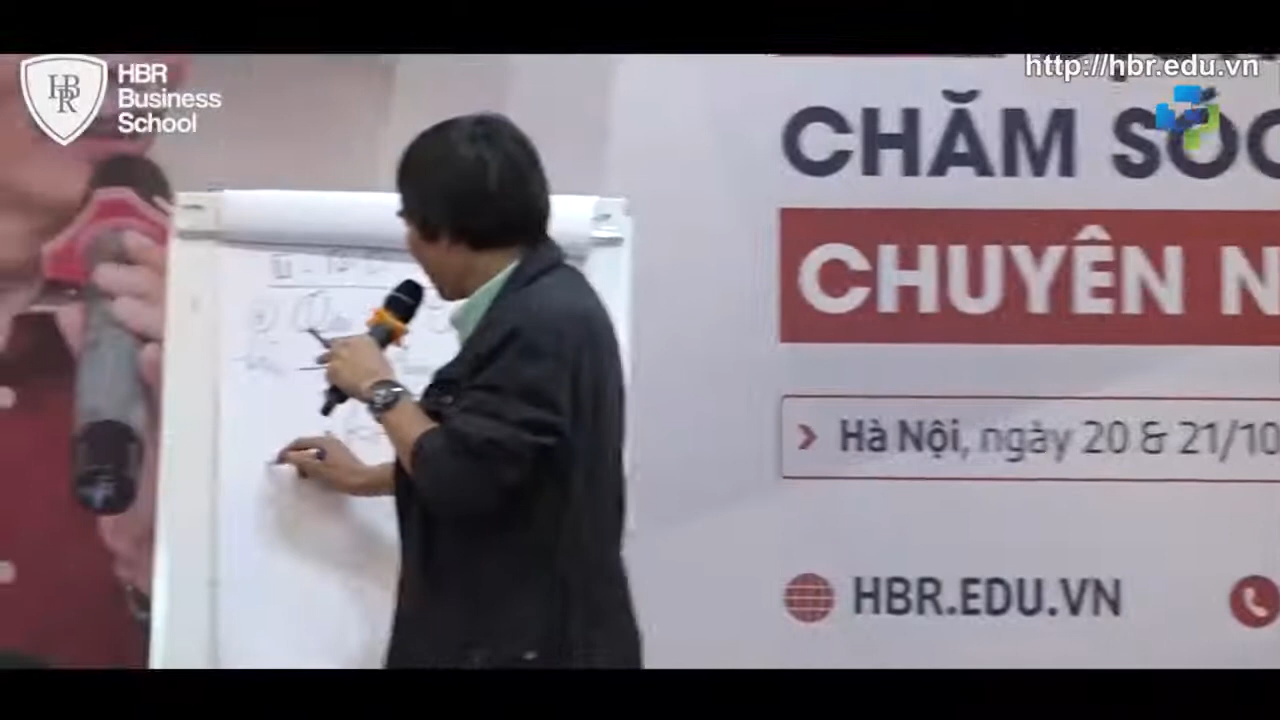 HBR
Business
School
HBR
http://hbr.edu.vn
CHĂM SÓC
CHUYÊN N
Hà Nội, ngày 20 & 21/10
HBR.EDU.VN